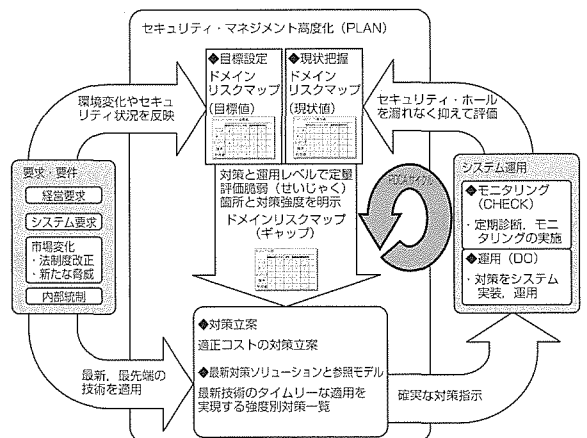 セキュリティ・マネジメント高度化（PLAN）
◆目標設定
ドメイン
リスクマップ
（目標値）
◆現状把握
ドメイン
リスクマップ
（現状値）
環境変化やセキュ
リティ状況を反映
セキュリティ・ホール
を漏れなく抑えて評価
要求・要件
経営要求
システム要求
市場変化
・法制度改正
・新たな脅威
内部統制
対策と運用レベルで定量
評価脆弱（せいじゃく）
箇所と対策強度を明示
ドメインリスクマップ
（ギャップ）
PDCAサイクル
システム運用
◆モニタリング
（CHECK）
・定期診断，モニ
タリングの実施
◆運用（DO）
・対策をシステム
実装，運用
◆対策立案
適正コストの対策立案
◆最新対策ソリューションと参照モデル
最新技術のタイムリーな適用を
実現する強度別対策一覧
最新，最先端の
技術を適用
確実な対策指示